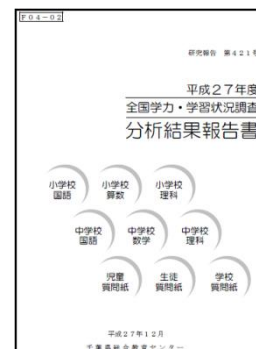 F04-02
研究報告 第421号
平成27年度
全国学力・学習状況調査
分析結果報告書
小学校 小学校 小学校
国語 算数 理科
中学校 中学校 中学校
国語 数学 理科
児童 生徒 学校
質問紙 質問紙 質問紙
平成27年12月
千葉県総合教育センター